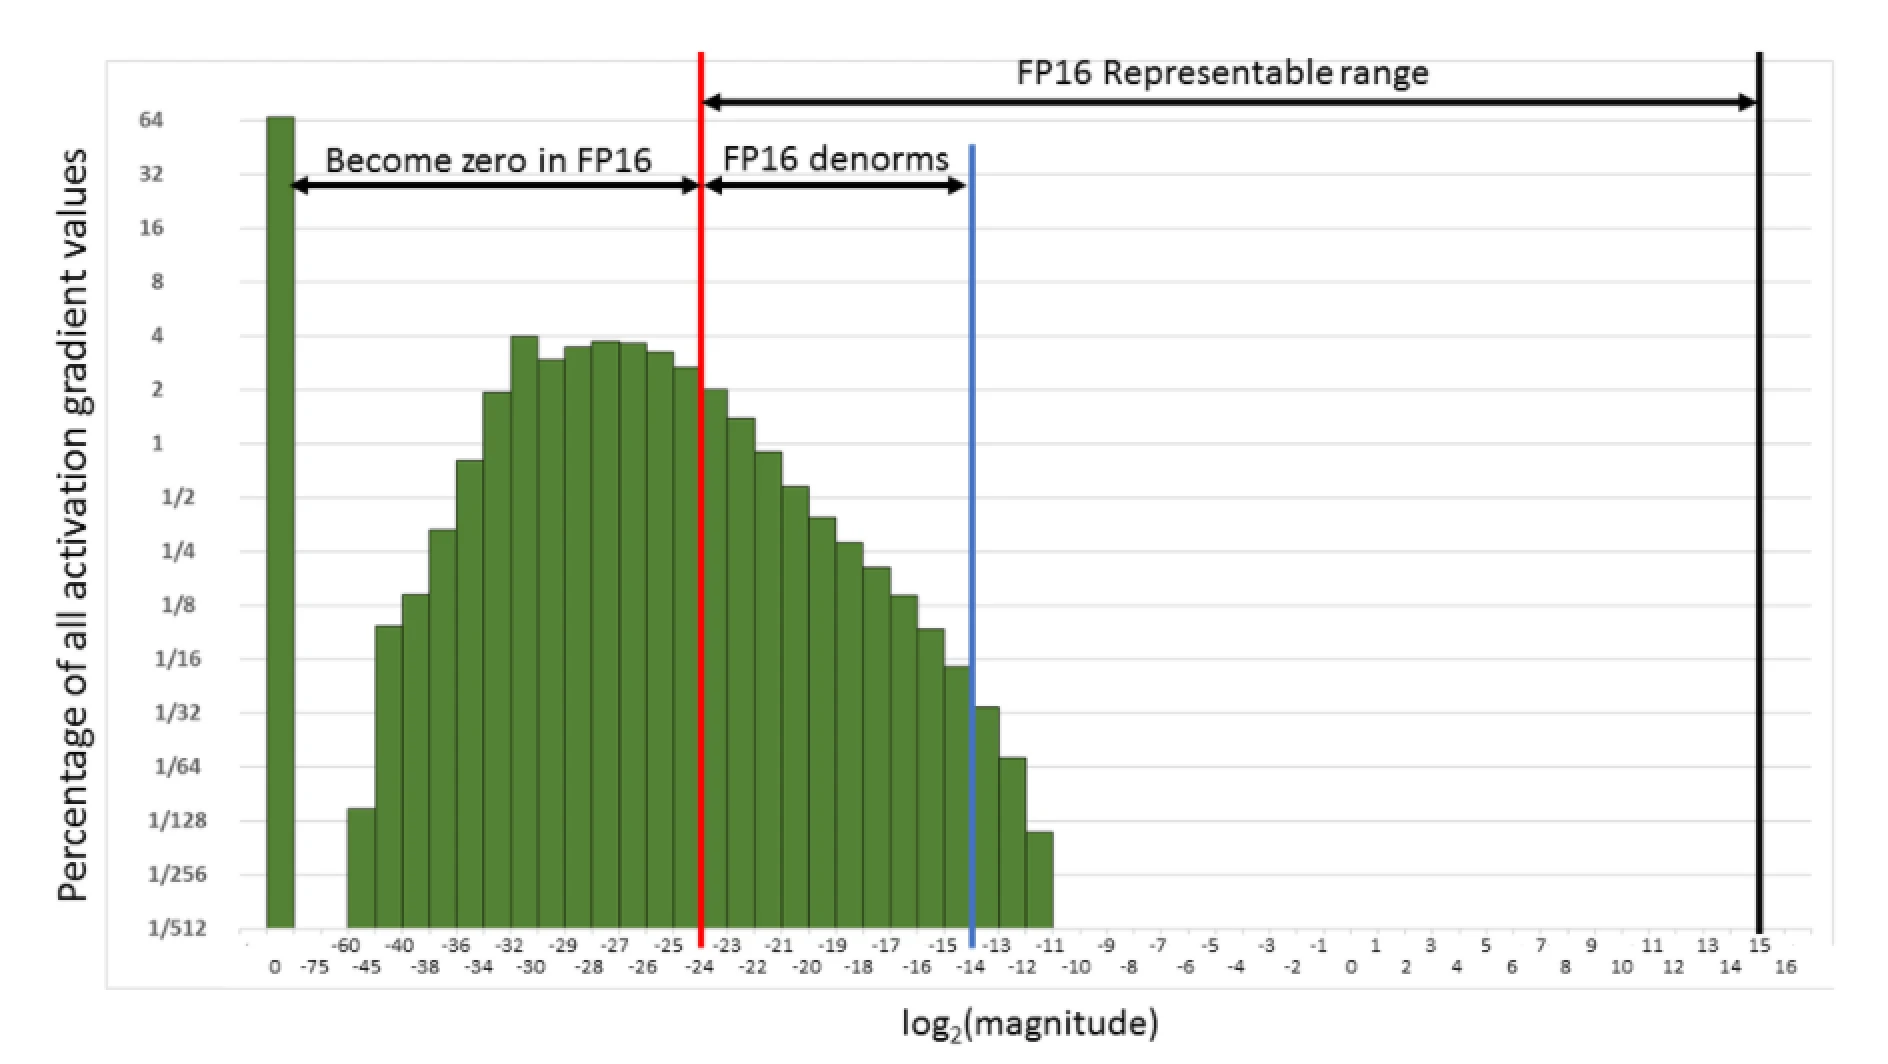 FP16 Representable range
Become zero in FP16
FP16 denorms
Percentage of all activation gradient values
64
32
16
8
4
2
1
1/2
1/4
1/8
1/16
1/32
1/64
1/128
1/256
1/512
-60 -40 -36 -32 -29 -27 -25 -23 -21 -19 -17 -15 -13 -11 -9 -7 -5 -3 -1 1 3 5 7 9 11 13 15
0 -75 -45 -38 -34 -30 -28 -26 -24 -22 -20 -18 -16 -14 -12 -10 -8 -6 -4 -2 0 2 4 6 8 10 12 14 16
log₂(magnitude)